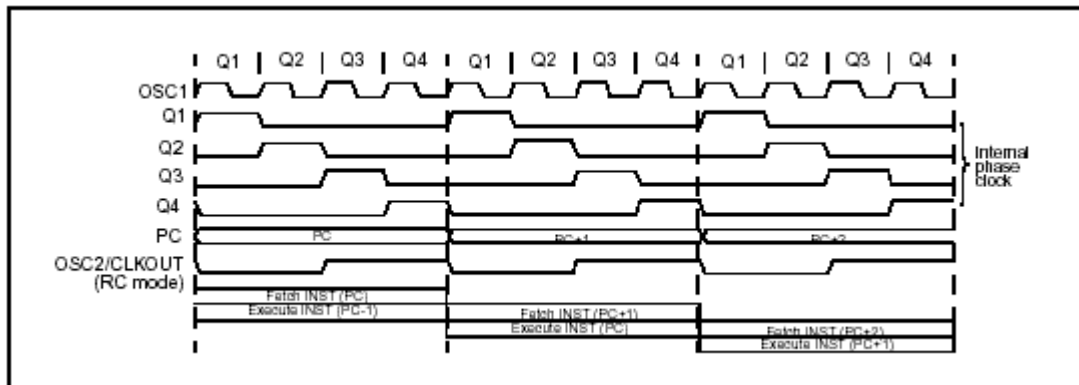 Q1 Q2 Q3 Q4 Q1 Q2 Q3 Q4 Q1 Q2 Q3 Q4
OSC1
Q1
Q2
Q3
Q4
Internal
phase
clock
PC PC PC+1 PC+2
OSC2/CLKOUT
(RC mode)
Fetch INST (PC)
Execute INST (PC-1) Fetch INST (PC+1)
Execute INST (PC) Fetch INST (PC+2)
Execute INST (PC+1)